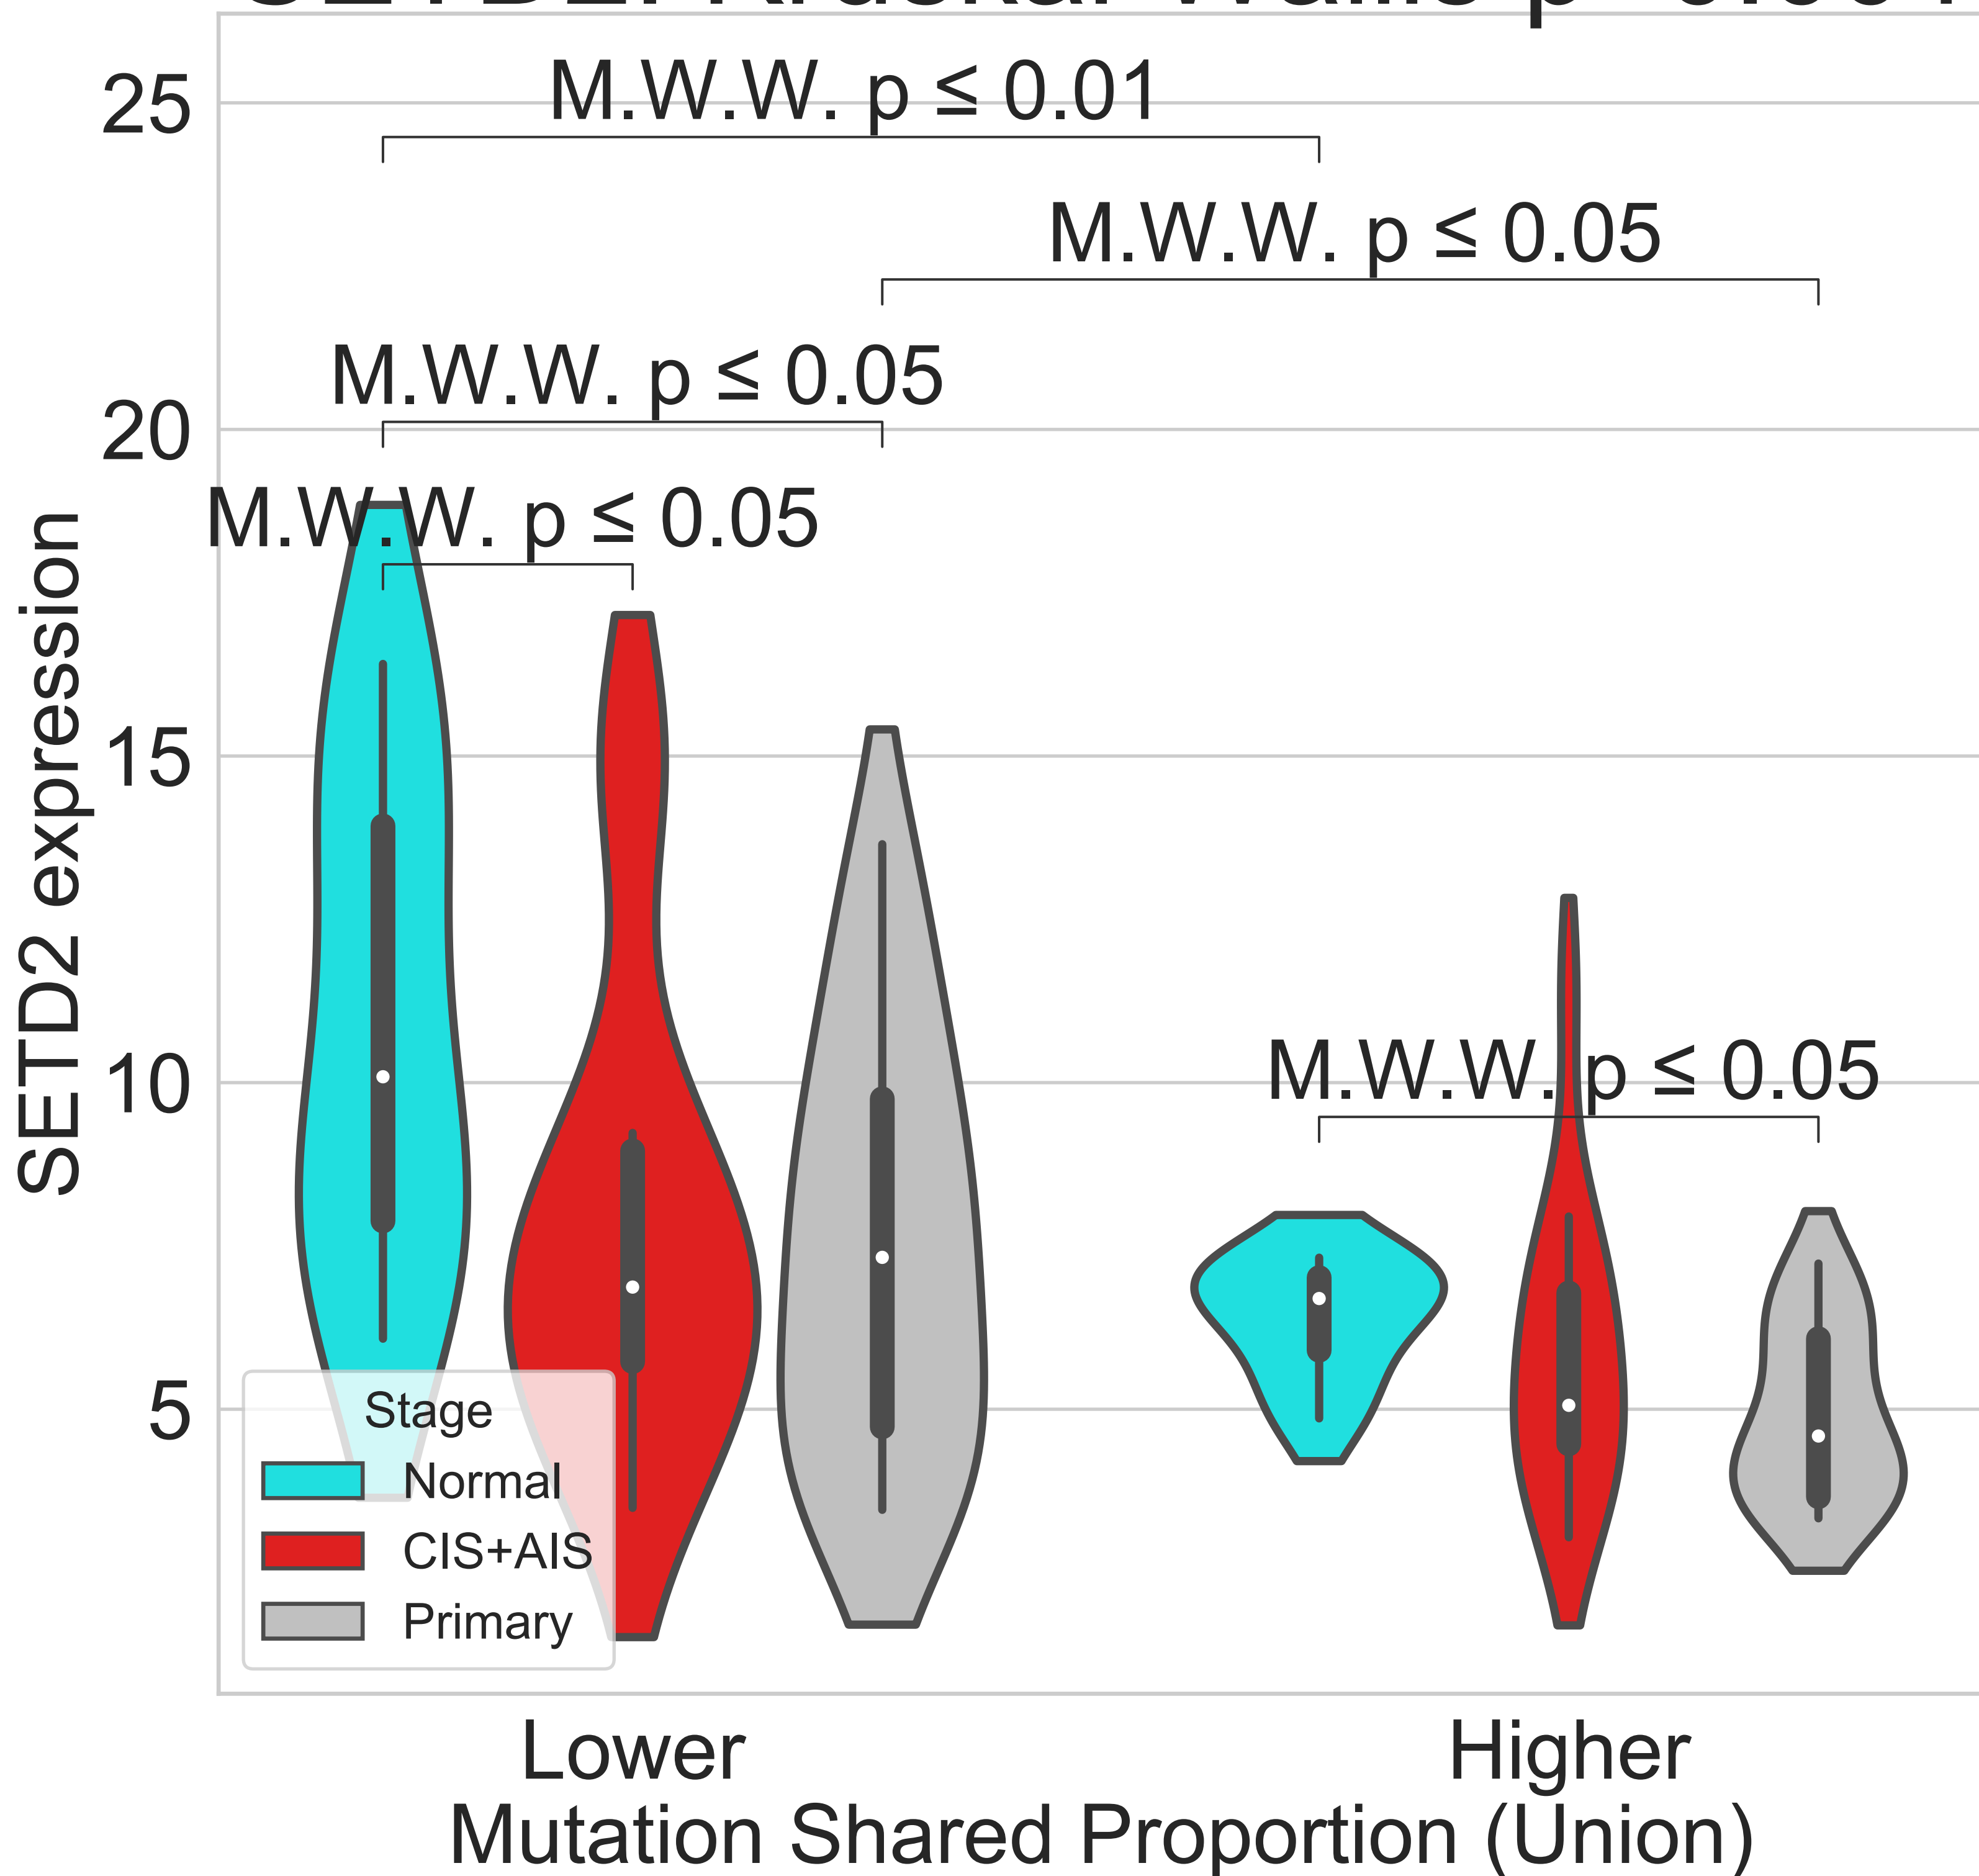 25
M.W.W. p ≤ 0.01
M.W.W. p ≤ 0.05
M.W.W. p ≤ 0.05
20
M.W.W. p ≤ 0.05
SETD2 expression
15
10
M.W.W. p ≤ 0.05
5
Stage
Normal
CIS+AIS
Primary
Lower
Higher
Mutation Shared Proportion (Union)